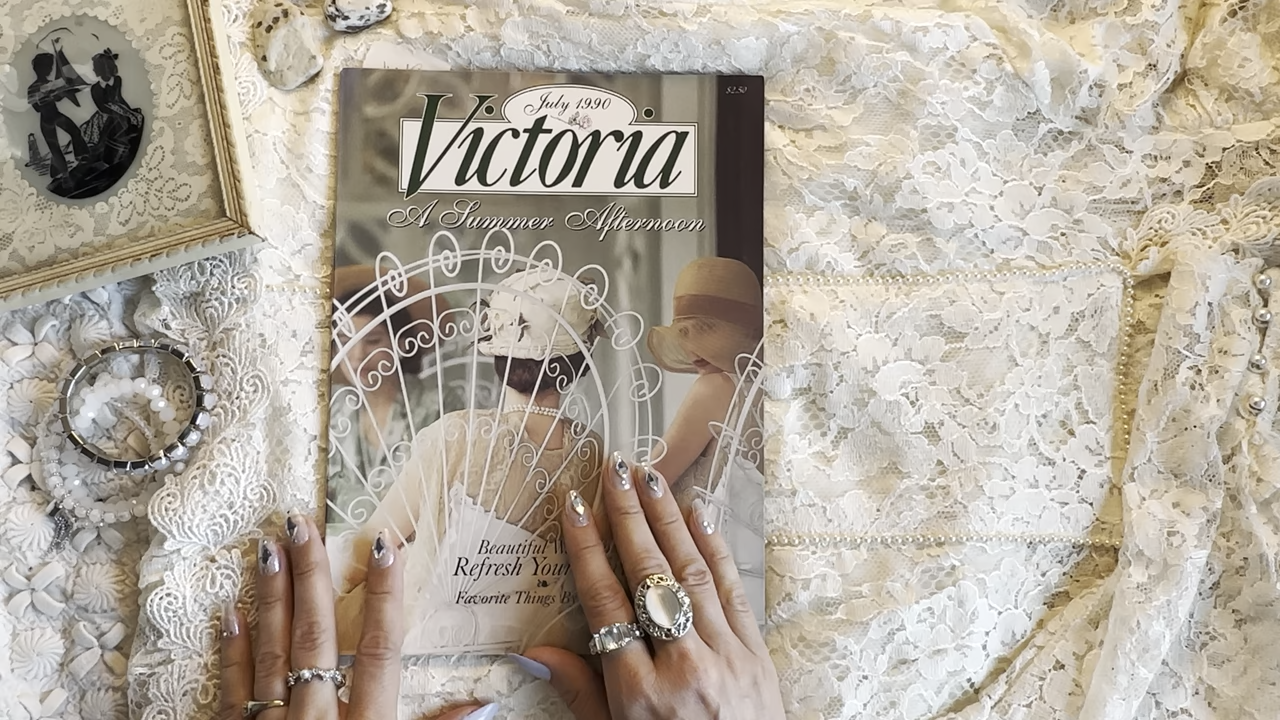 July 1990
$2.50
Victoria
A Summer Afternoon
Beautiful
Refresh Your
Favorite Things